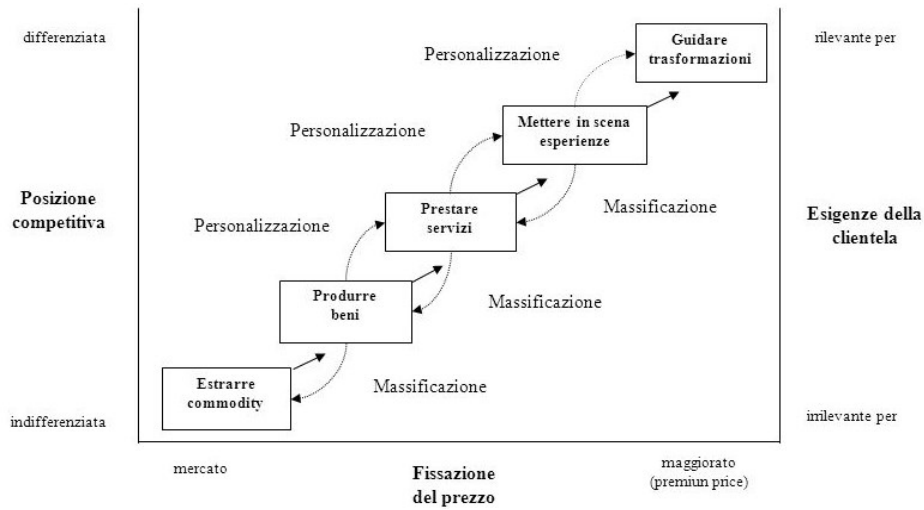 differenziata
Guidare
trasformazioni
rilevante per
Personalizzazione
Mettere in scena
esperienze
Personalizzazione
Posizione
competitiva
Prestare
servizi
Massificazione
Esigenze della
clientela
Personalizzazione
Produrre
beni
Massificazione
Estrarre
commodity
Massificazione
indifferenziata
irrilevante per
mercato
Fissazione
del prezzo
maggiorato
(premiun price)